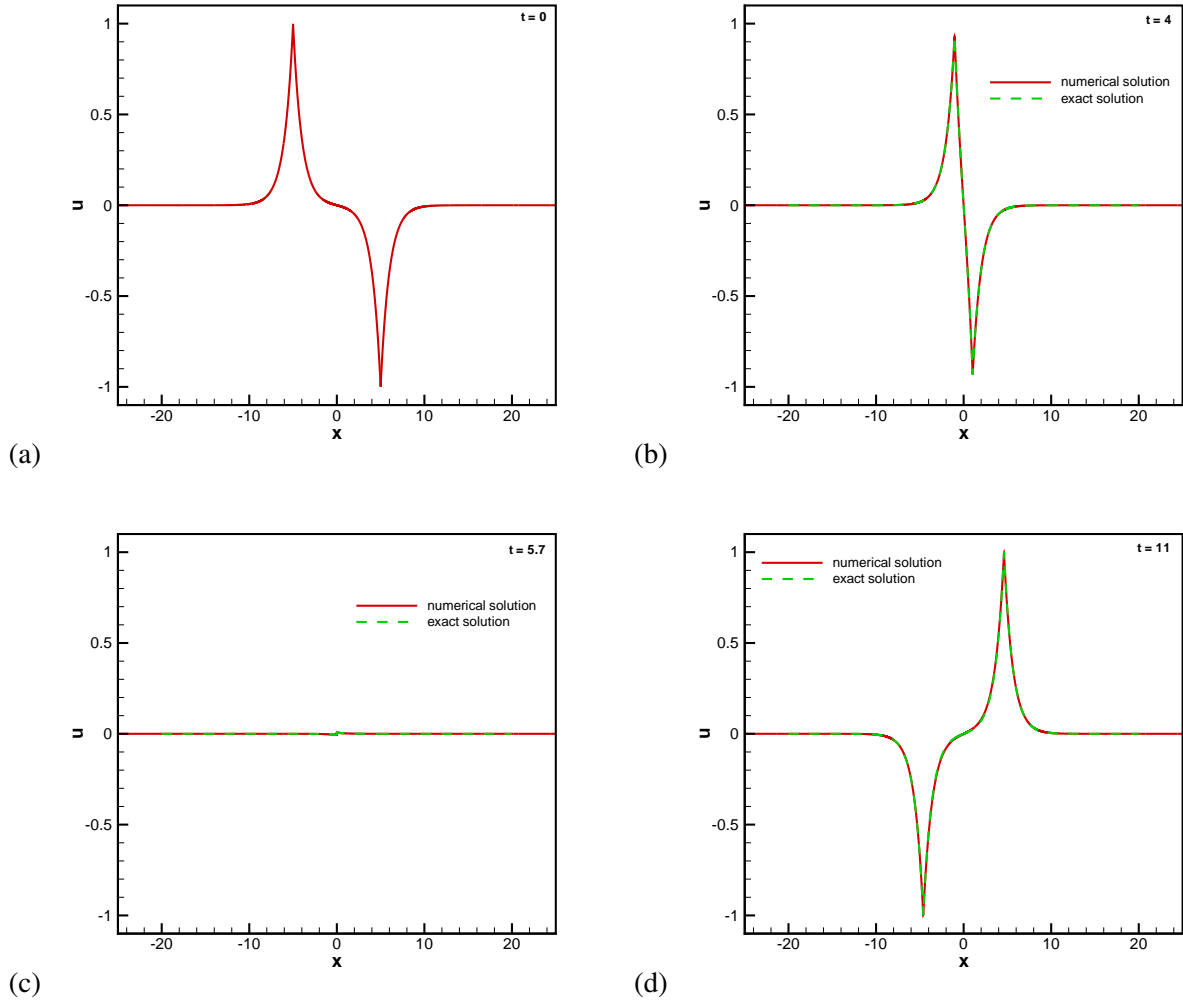 t = 0
1
0.5
0
-0.5
-1
u
-20 -10 0 10 20
x
(a)
t = 4
numerical solution
exact solution
1
0.5
0
-0.5
-1
u
-20 -10 0 10 20
x
(b)
t = 5.7
numerical solution
exact solution
1
0.5
0
-0.5
-1
u
-20 -10 0 10 20
x
(c)
t = 11
numerical solution
exact solution
1
0.5
0
-0.5
-1
u
-20 -10 0 10 20
x
(d)